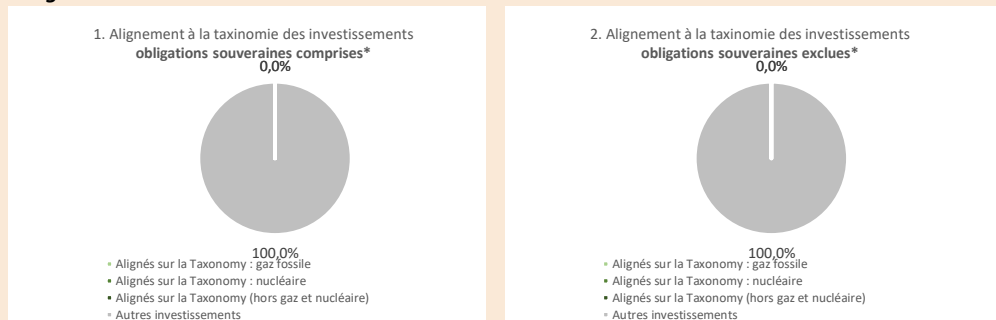 1. Alignement à la taxinomie des investissements
obligations souveraines comprises*
0,0%
100,0%
Alignés sur la Taxonomy : gaz fossile
Alignés sur la Taxonomy : nucléaire
Alignés sur la Taxonomy (hors gaz et nucléaire)
Autres investissements
2. Alignement à la taxinomie des investissements
obligations souveraines exclues*
0,0%
100,0%
Alignés sur la Taxonomy : gaz fossile
Alignés sur la Taxonomy : nucléaire
Alignés sur la Taxonomy (hors gaz et nucléaire)
Autres investissements